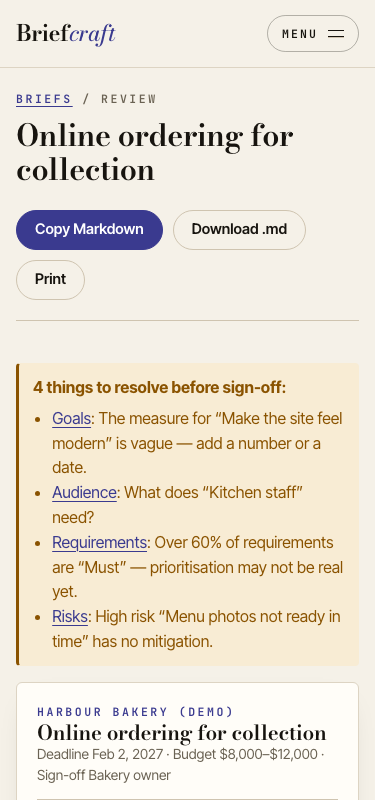 Briefcraft
MENU
BRIEFS / REVIEW
Online ordering for
collection
Copy Markdown
Download .md
Print
4 things to resolve before sign-off:
• Goals: The measure for “Make the site feel
modern” is vague — add a number or a
date.
• Audience: What does “Kitchen staff”
need?
• Requirements: Over 60% of requirements
are “Must” — prioritisation may not be real
yet.
• Risks: High risk “Menu photos not ready in
time” has no mitigation.
HARBOUR BAKERY (DEMO)
Online ordering for collection
Deadline Feb 2, 2027 · Budget $8,000–$12,000 ·
Sign-off Bakery owner